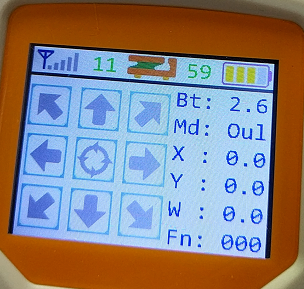 11 59
Bt: 2.6
Md: Oul
X : 0.0
Y : 0.0
W : 0.0
Fn: 000